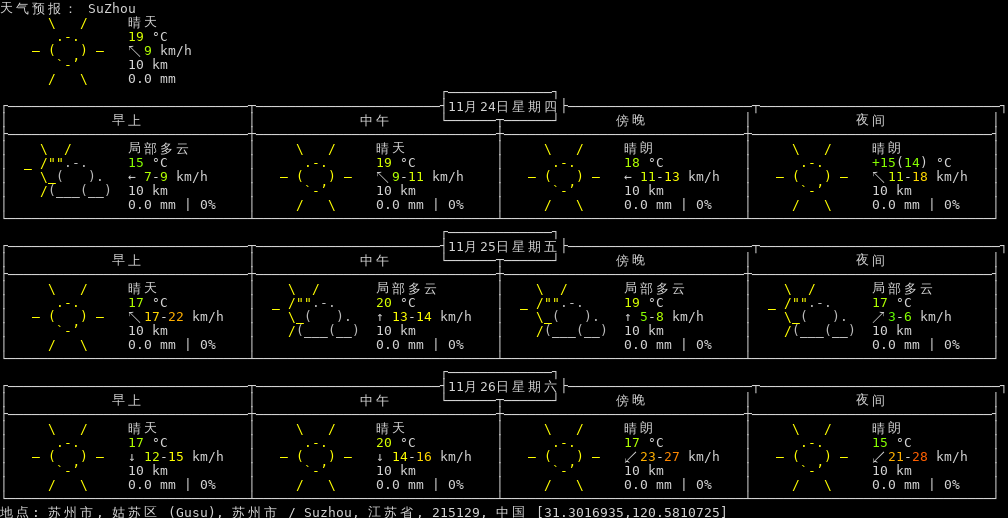 天气预报： SuZhou
晴天
19 °C
↖ 9 km/h
10 km
0.0 mm
11月24日星期四
早上 中午 傍晚 夜间
局部多云 晴天 晴朗 晴朗
15 °C 19 °C 18 °C +15(14) °C
← 7-9 km/h ↖ 9-11 km/h ← 11-13 km/h ↖ 11-18 km/h
10 km 10 km 10 km 10 km
0.0 mm | 0% 0.0 mm | 0% 0.0 mm | 0% 0.0 mm | 0%
11月25日星期五
早上 中午 傍晚 夜间
晴天 局部多云 局部多云 局部多云
17 °C 20 °C 19 °C 17 °C
↖ 17-22 km/h ↑ 13-14 km/h ↑ 5-8 km/h ↗ 3-6 km/h
10 km 10 km 10 km 10 km
0.0 mm | 0% 0.0 mm | 0% 0.0 mm | 0% 0.0 mm | 0%
11月26日星期六
早上 中午 傍晚 夜间
晴天 晴天 晴朗 晴朗
17 °C 20 °C 17 °C 15 °C
↓ 12-15 km/h ↓ 14-16 km/h ↙ 23-27 km/h ↙ 21-28 km/h
10 km 10 km 10 km 10 km
0.0 mm | 0% 0.0 mm | 0% 0.0 mm | 0% 0.0 mm | 0%
地点: 苏州市, 姑苏区 (Gusu), 苏州市 / Suzhou, 江苏省, 215129, 中国 [31.3016935,120.5810725]